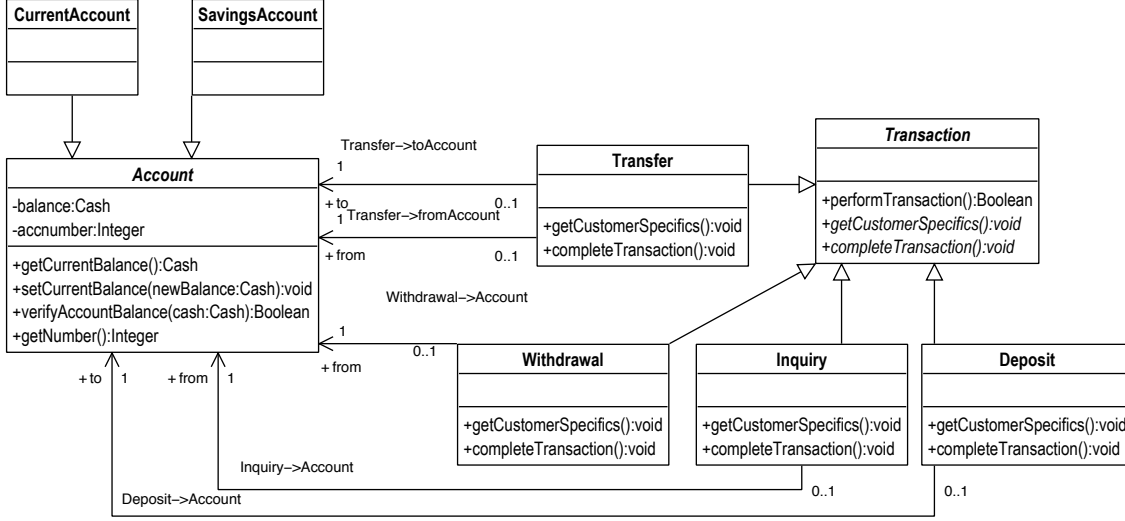 CurrentAccount
SavingsAccount
Account
-balance:Cash
-accnumber:Integer
+getCurrentBalance():Cash
+setCurrentBalance(newBalance:Cash):void
+verifyAccountBalance(cash:Cash):Boolean
+getNumber():Integer
Transfer->toAccount
1
+ to
0..1
Transfer->fromAccount
1
+ from
0..1
Transfer
+getCustomerSpecifics():void
+completeTransaction():void
Transaction
+performTransaction():Boolean
+getCustomerSpecifics():void
+completeTransaction():void
Withdrawal->Account
1
0..1
+ from
Withdrawal
+getCustomerSpecifics():void
+completeTransaction():void
Inquiry
+getCustomerSpecifics():void
+completeTransaction():void
Deposit
+getCustomerSpecifics():void
+completeTransaction():void
+ to
1
+ from
1
Inquiry->Account
0..1
Deposit->Account
0..1